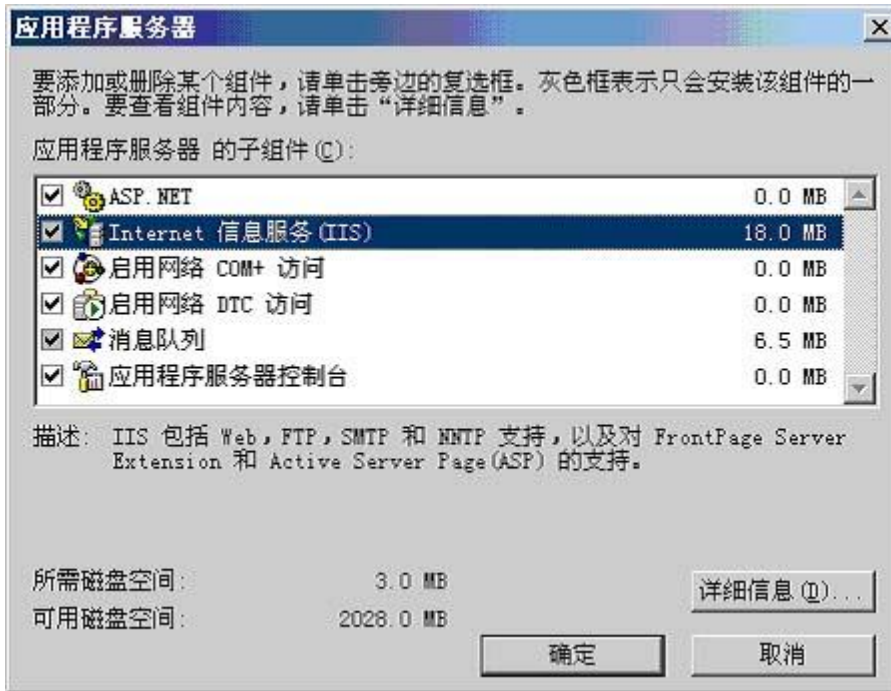 应用程序服务器
要添加或删除某个组件，请单击旁边的复选框。灰色框表示只会安装该组件的一
部分。要查看组件内容，请单击“详细信息”。
应用程序服务器 的子组件(C):
ASP.NET 0.0 MB
Internet 信息服务(IIS) 18.0 MB
启用网络 COM+ 访问 0.0 MB
启用网络 DTC 访问 0.0 MB
消息队列 6.5 MB
应用程序服务器控制台 0.0 MB
描述: IIS 包括 Web，FTP，SMTP 和 NNTP 支持，以及对 FrontPage Server
Extension 和 Active Server Page(ASP) 的支持。
所需磁盘空间: 3.0 MB
可用磁盘空间: 2028.0 MB
详细信息(D)...
确定
取消